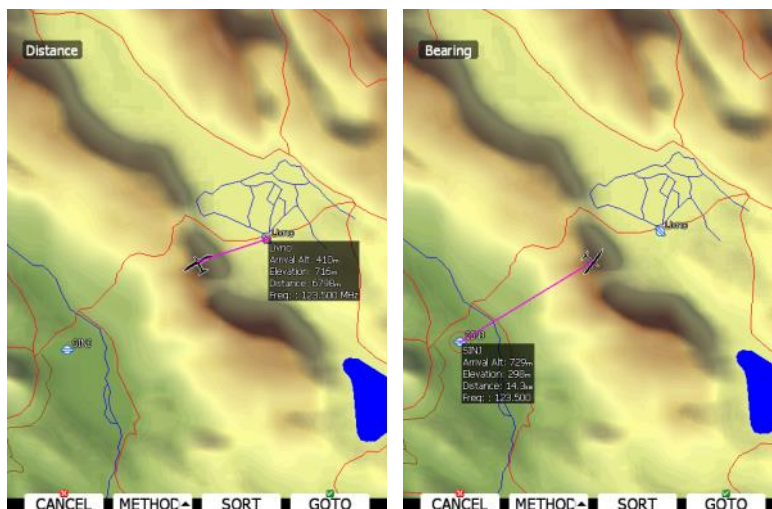 Distance
Livno
Livno
Arrival Alt: 410m
Elevation: 716m
Distance: 6798m
Freq: : 123.500 MHz
SINJ
CANCEL
METHOD
SORT
GOTO
Bearing
Livno
SINJ
SINJ
Arrival Alt: 729m
Elevation: 298m
Distance: 14.3km
Freq: : 123.500
CANCEL
METHOD
SORT
GOTO